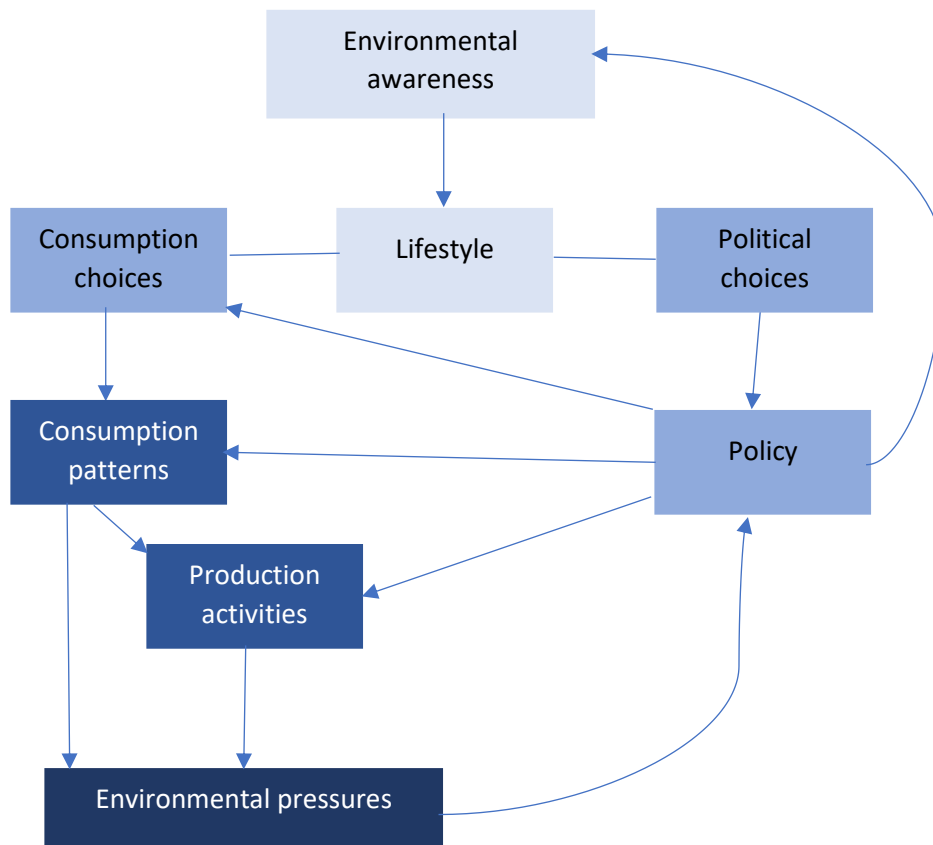 Environmental
awareness
Consumption
choices
Lifestyle
Political
choices
Consumption
patterns
Policy
Production
activities
Environmental pressures